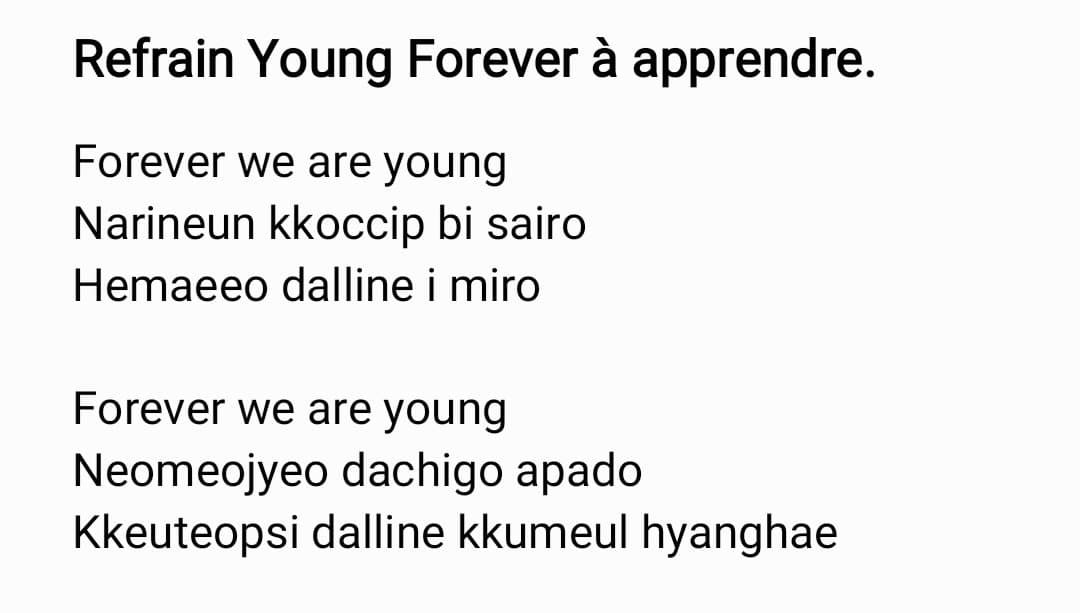 Refrain Young Forever à apprendre.
Forever we are young
Narineun kkoccip bi sairo
Hemaeeo dalline i miro
Forever we are young
Neomeojyeo dachigo apado
Kkeuteopsi dalline kkumeul hyanghae